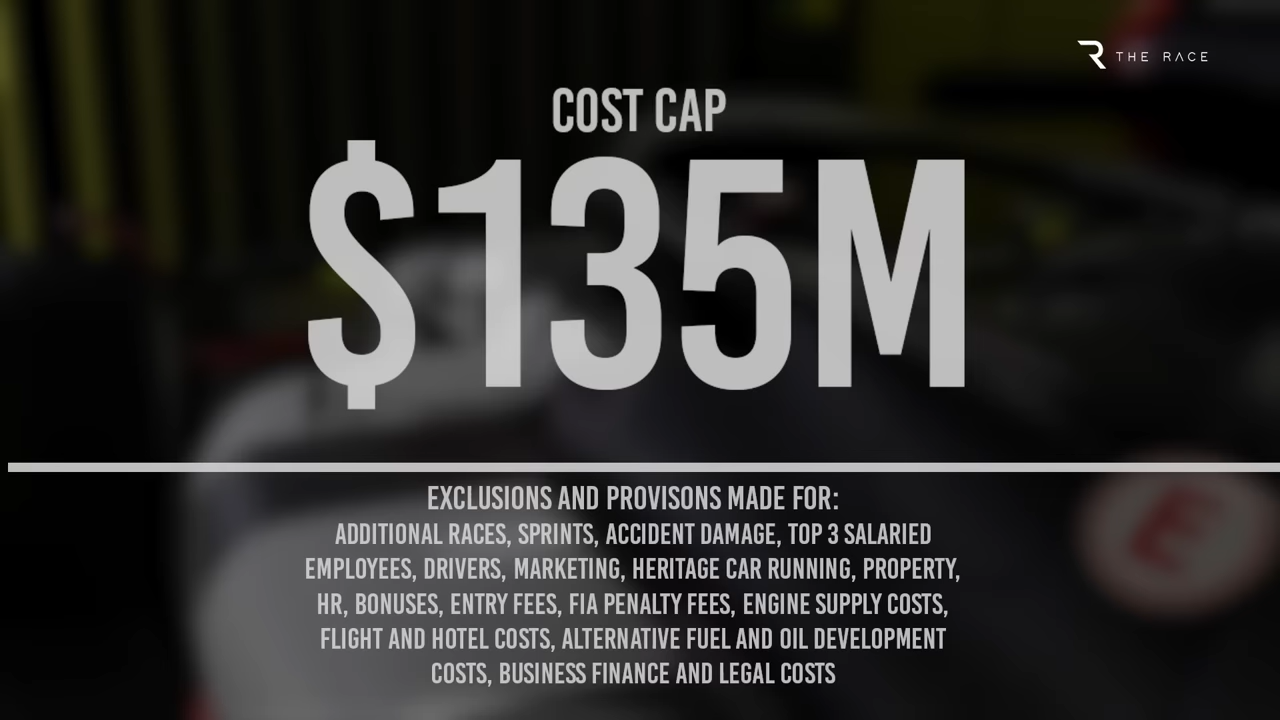 THE RACE
COST CAP
$135M
EXCLUSIONS AND PROVISONS MADE FOR:
ADDITIONAL RACES, SPRINTS, ACCIDENT DAMAGE, TOP 3 SALARIED
EMPLOYEES, DRIVERS, MARKETING, HERITAGE CAR RUNNING, PROPERTY,
HR, BONUSES, ENTRY FEES, FIA PENALTY FEES, ENGINE SUPPLY COSTS,
FLIGHT AND HOTEL COSTS, ALTERNATIVE FUEL AND OIL DEVELOPMENT
COSTS, BUSINESS FINANCE AND LEGAL COSTS
E